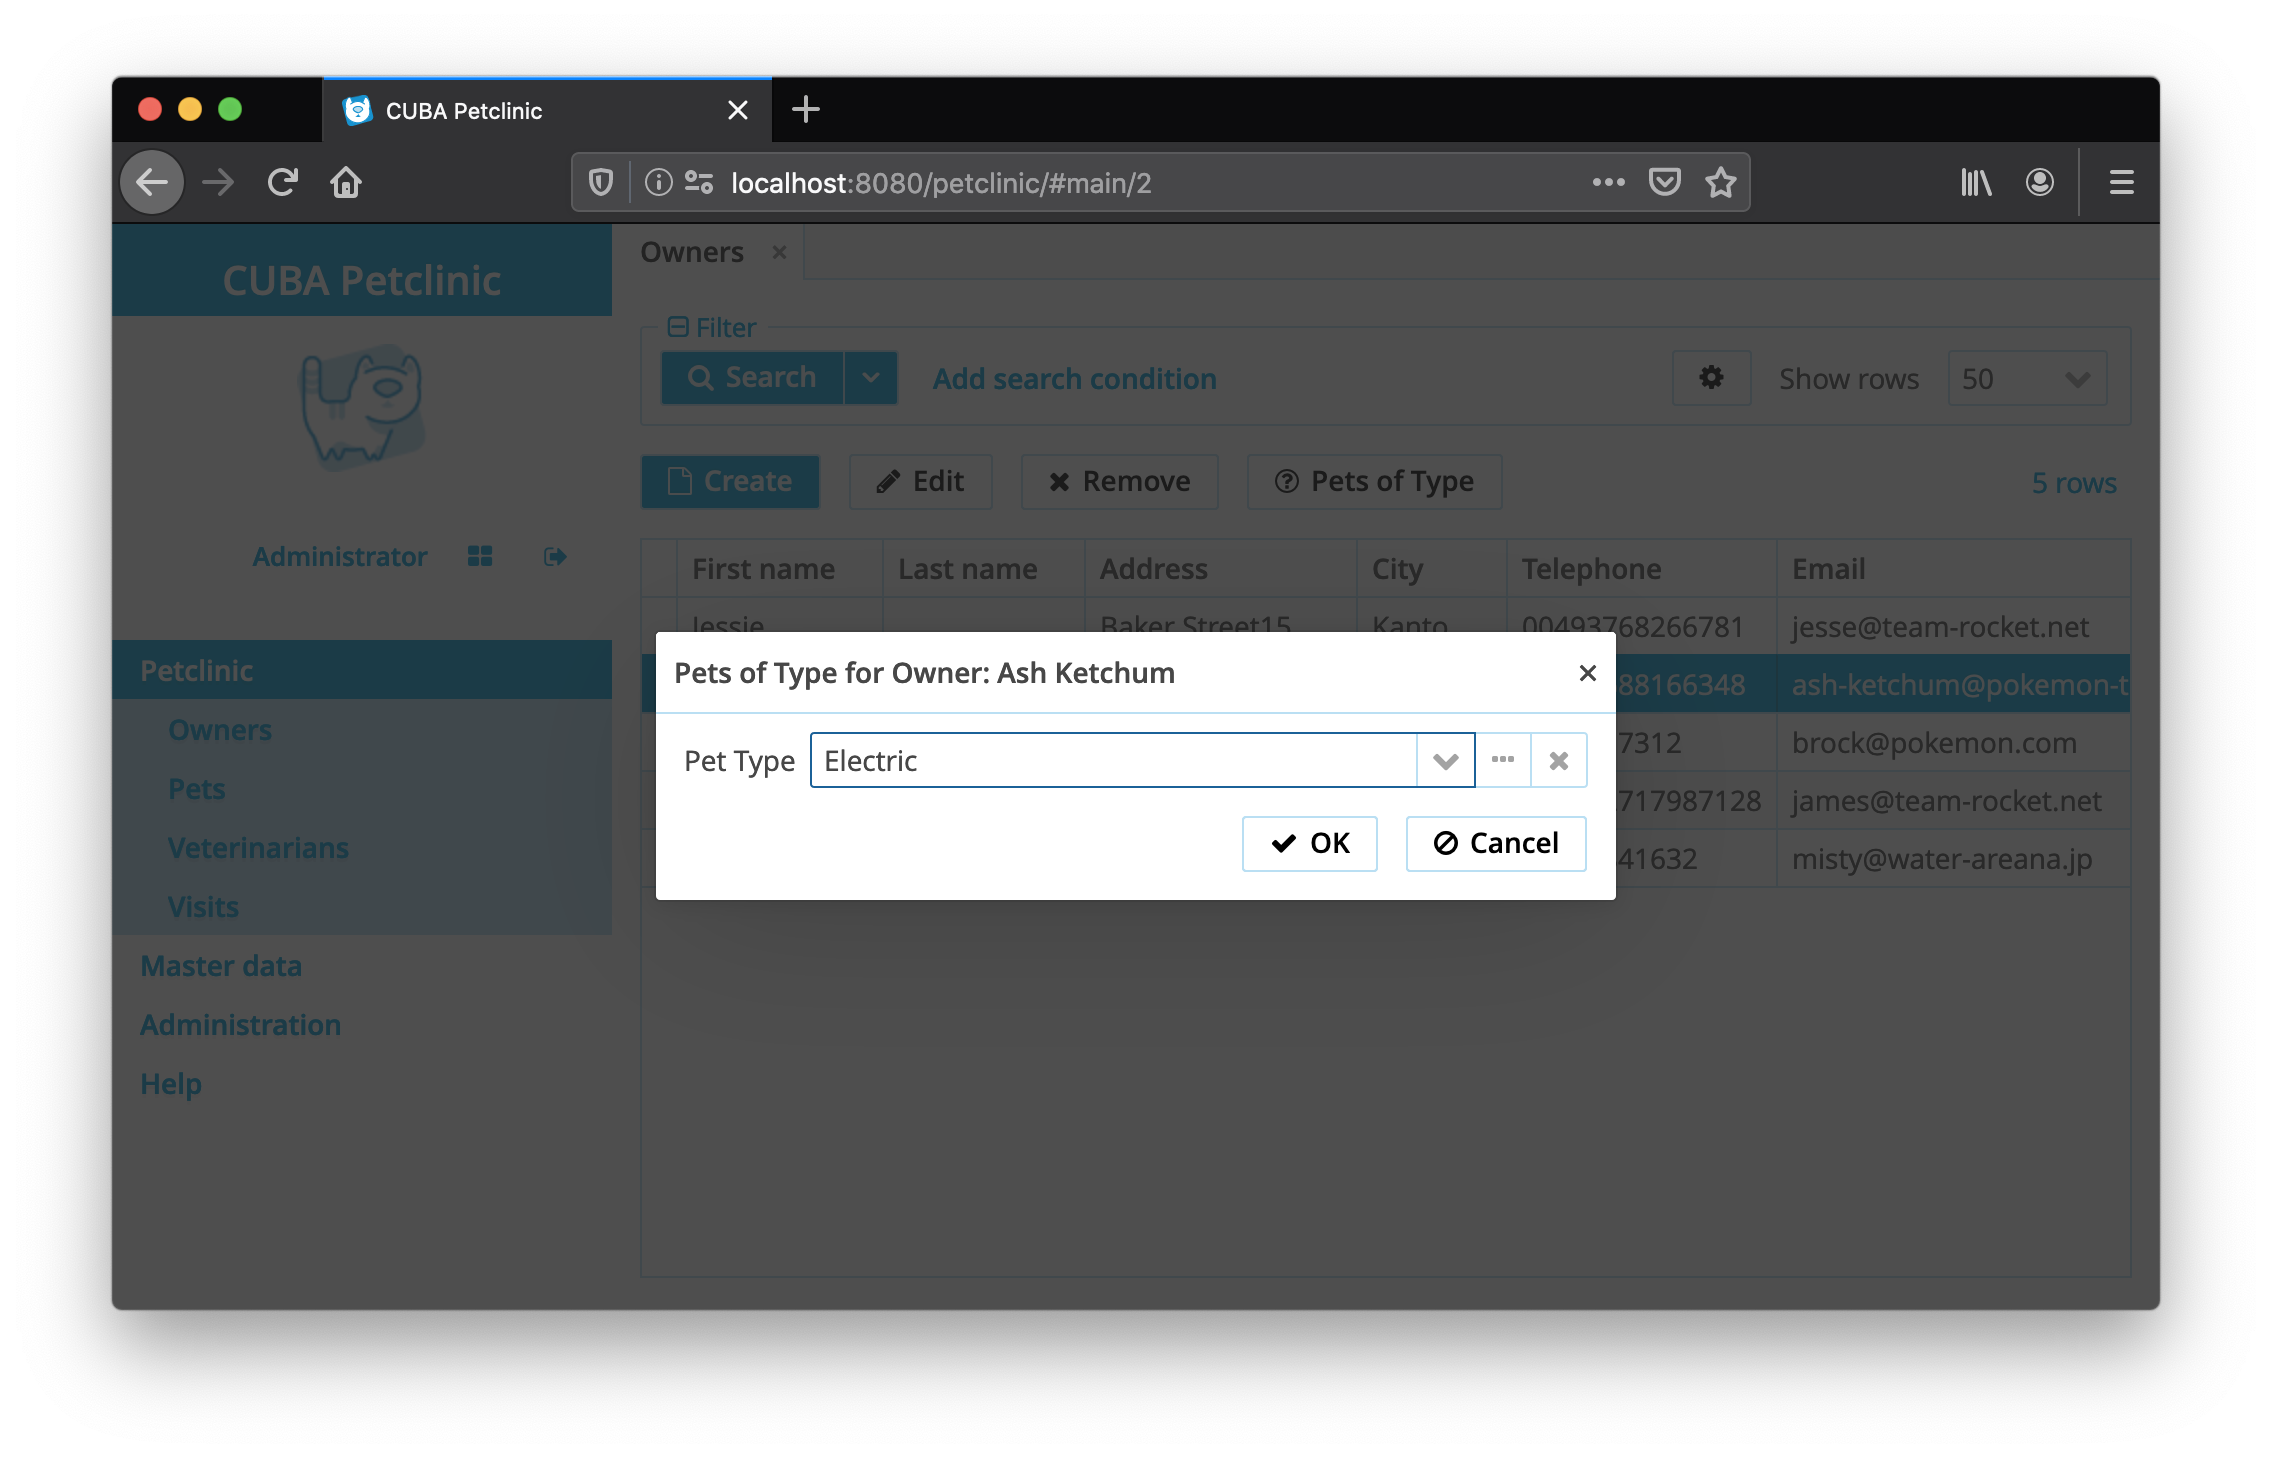 CUBA Petclinic
localhost:8080/petclinic/#main/2
CUBA Petclinic
Owners
Filter
Search
Add search condition
Show rows
50
Create
Edit
Remove
Pets of Type
5 rows
Administrator
First name Last name Address City Telephone Email
Jessie Baker Street15 Kanto 00493768266781 jesse@team-rocket.net
88166348 ash-ketchum@pokemon-t
7312 brock@pokemon.com
717987128 james@team-rocket.net
41632 misty@water-areana.jp
Pets of Type for Owner: Ash Ketchum
Pet Type Electric
OK Cancel
Petclinic
Owners
Pets
Veterinarians
Visits
Master data
Administration
Help